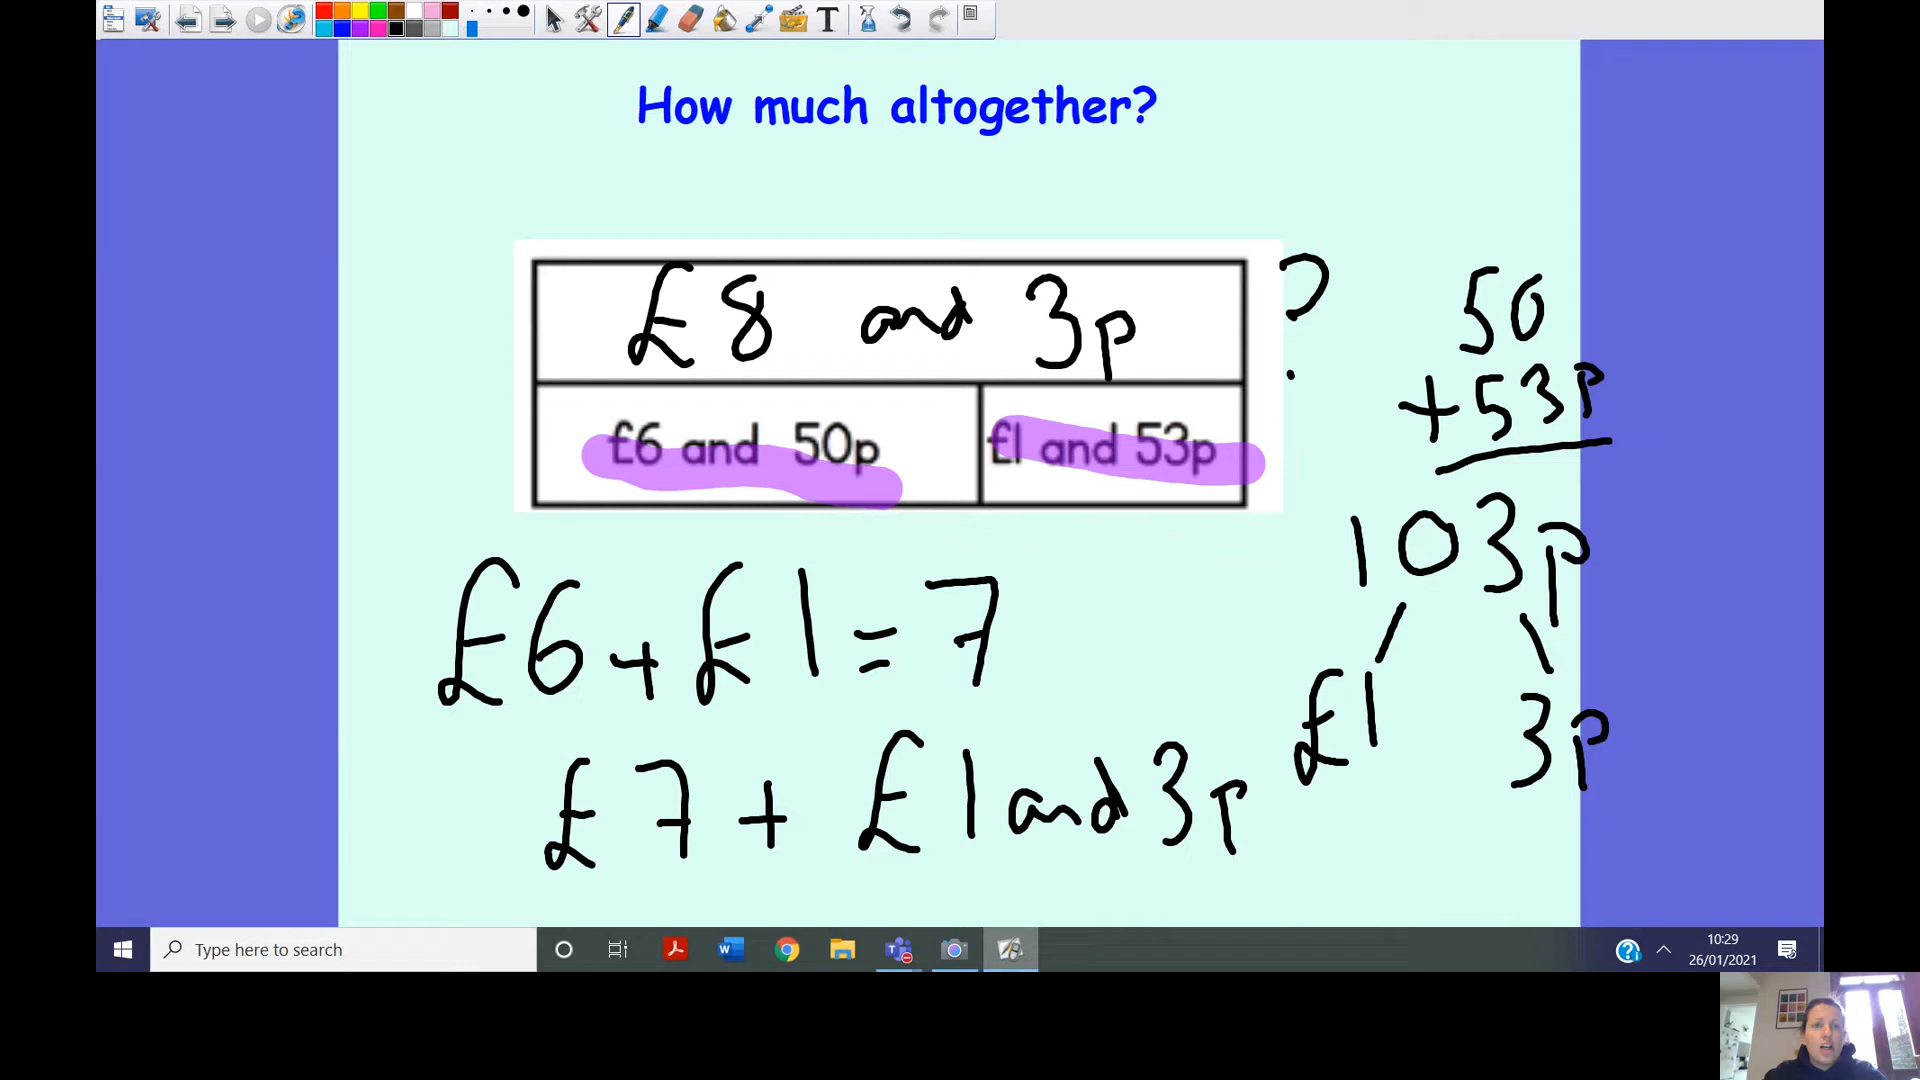 How much altogether?
£8 and 3p
?
£6 and 50p
£1 and 53p
50
+53p
103p
£1
3p
£6+£1=7
£7 + £1 and 3p
Type here to search
10:29
26/01/2021